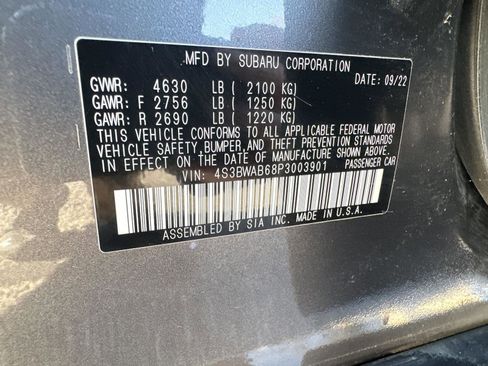 MFD BY SUBARU CORPORATION
DATE: 09/22
GVWR: 4630 LB ( 2100 KG)
GAWR: F 2756 LB ( 1250 KG)
GAWR: R 2690 LB ( 1220 KG)
THIS VEHICLE CONFORMS TO ALL APPLICABLE FEDERAL MOTOR
VEHICLE SAFETY,BUMPER,AND THEFT PREVENTION STANDARDS
IN EFFECT ON THE DATE OF MANUFACTURE SHOWN ABOVE.
VIN: 4S3BWAB68P3003901 PASSENGER CAR
ASSEMBLED BY SIA INC. MADE IN U.S.A.